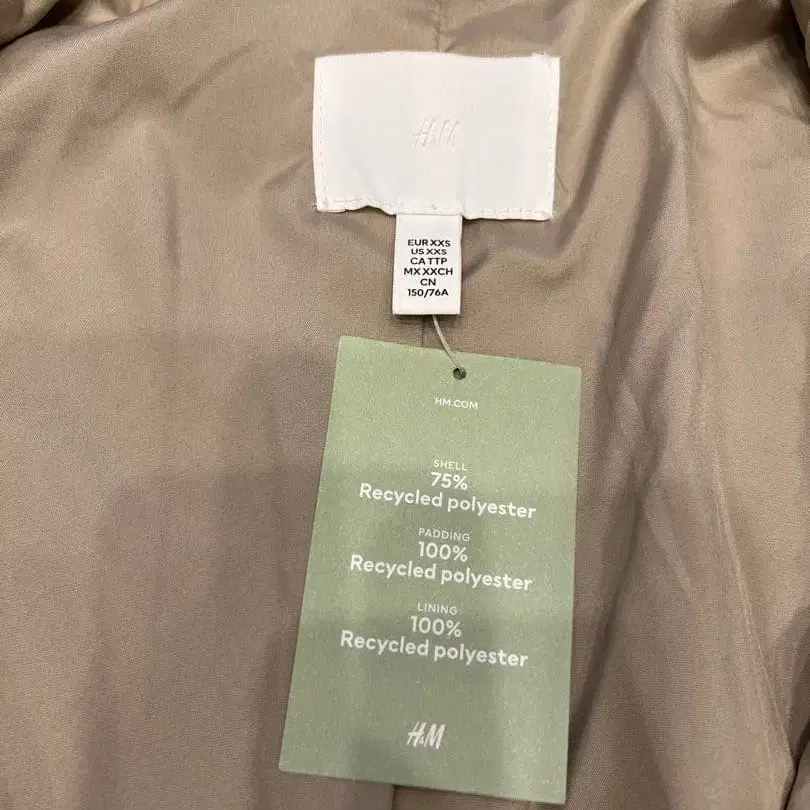 H&M
EUR XXS
US XXS
CA TTP
MX XXCH
CN
150/76A
HM.COM
SHELL
75%
Recycled polyester
PADDING
100%
Recycled polyester
LINING
100%
Recycled polyester
H&M